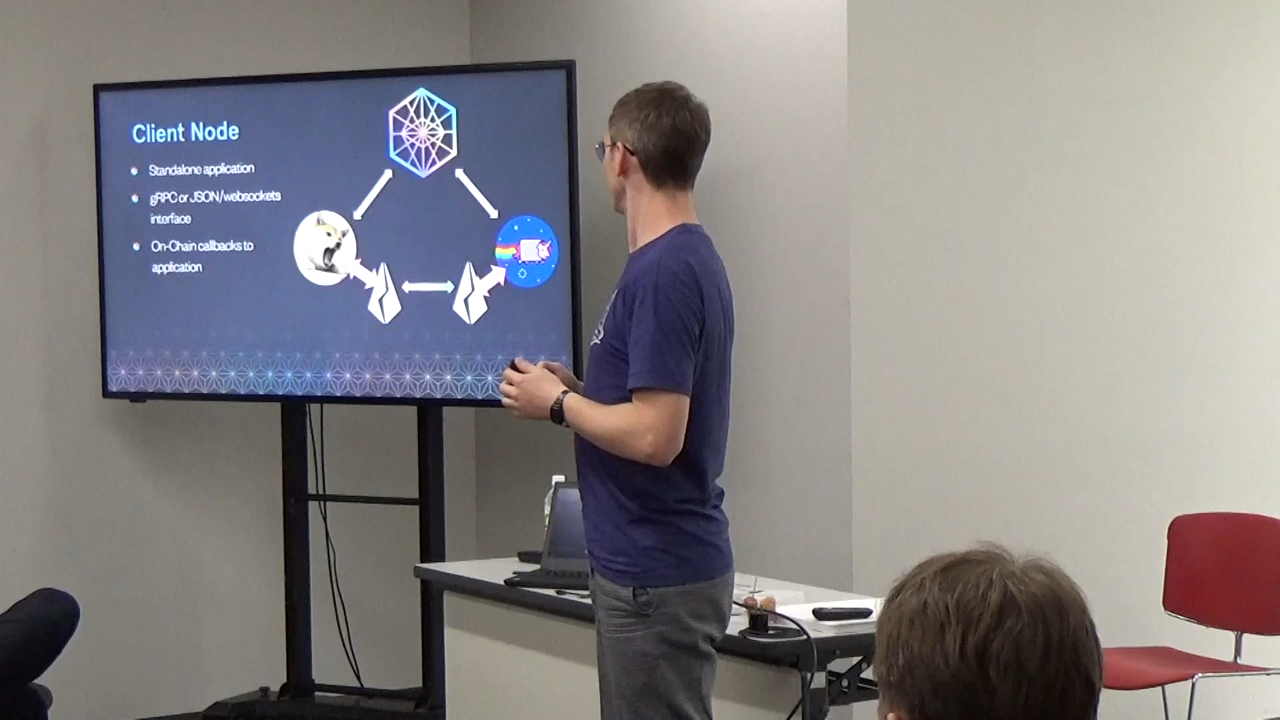 Client Node
Standalone application
gRPC or JSON/websockets
interface
On-Chain callbacks to
application